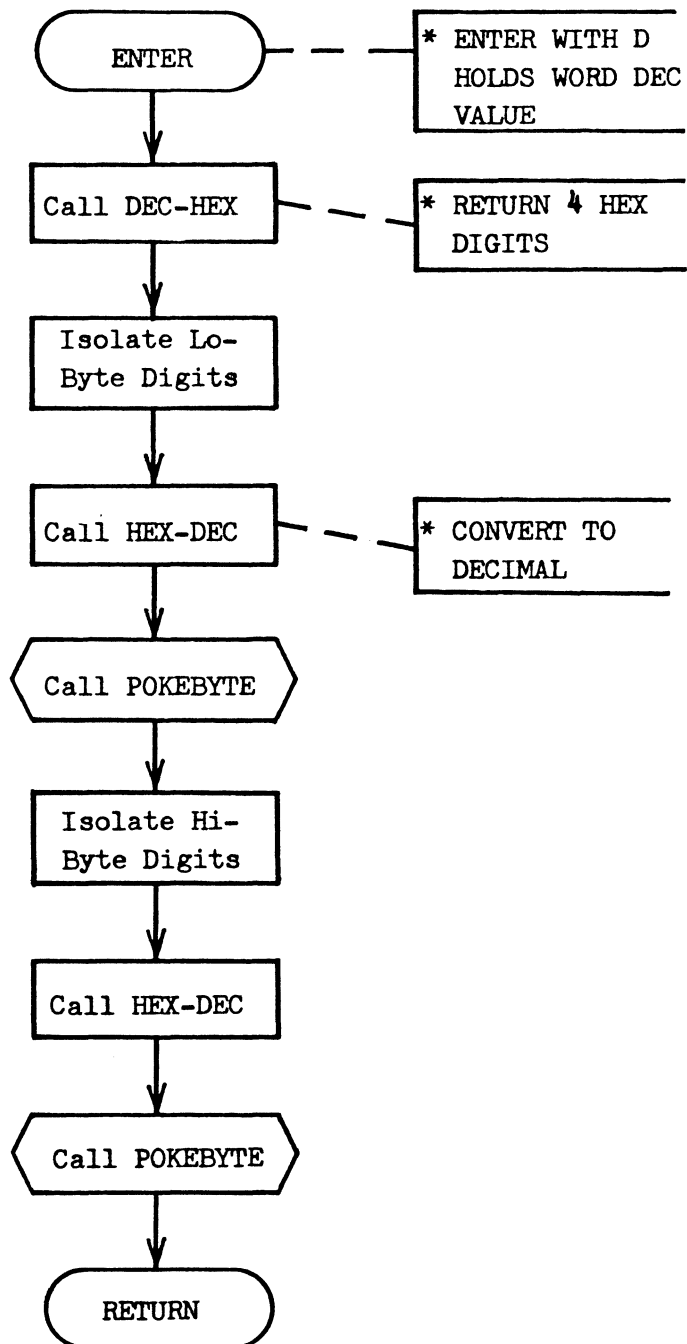 ENTER
* ENTER WITH D
HOLDS WORD DEC
VALUE
Call DEC-HEX
* RETURN 4 HEX
DIGITS
Isolate Lo-
Byte Digits
Call HEX-DEC
* CONVERT TO
DECIMAL
Call POKEBYTE
Isolate Hi-
Byte Digits
Call HEX-DEC
Call POKEBYTE
RETURN